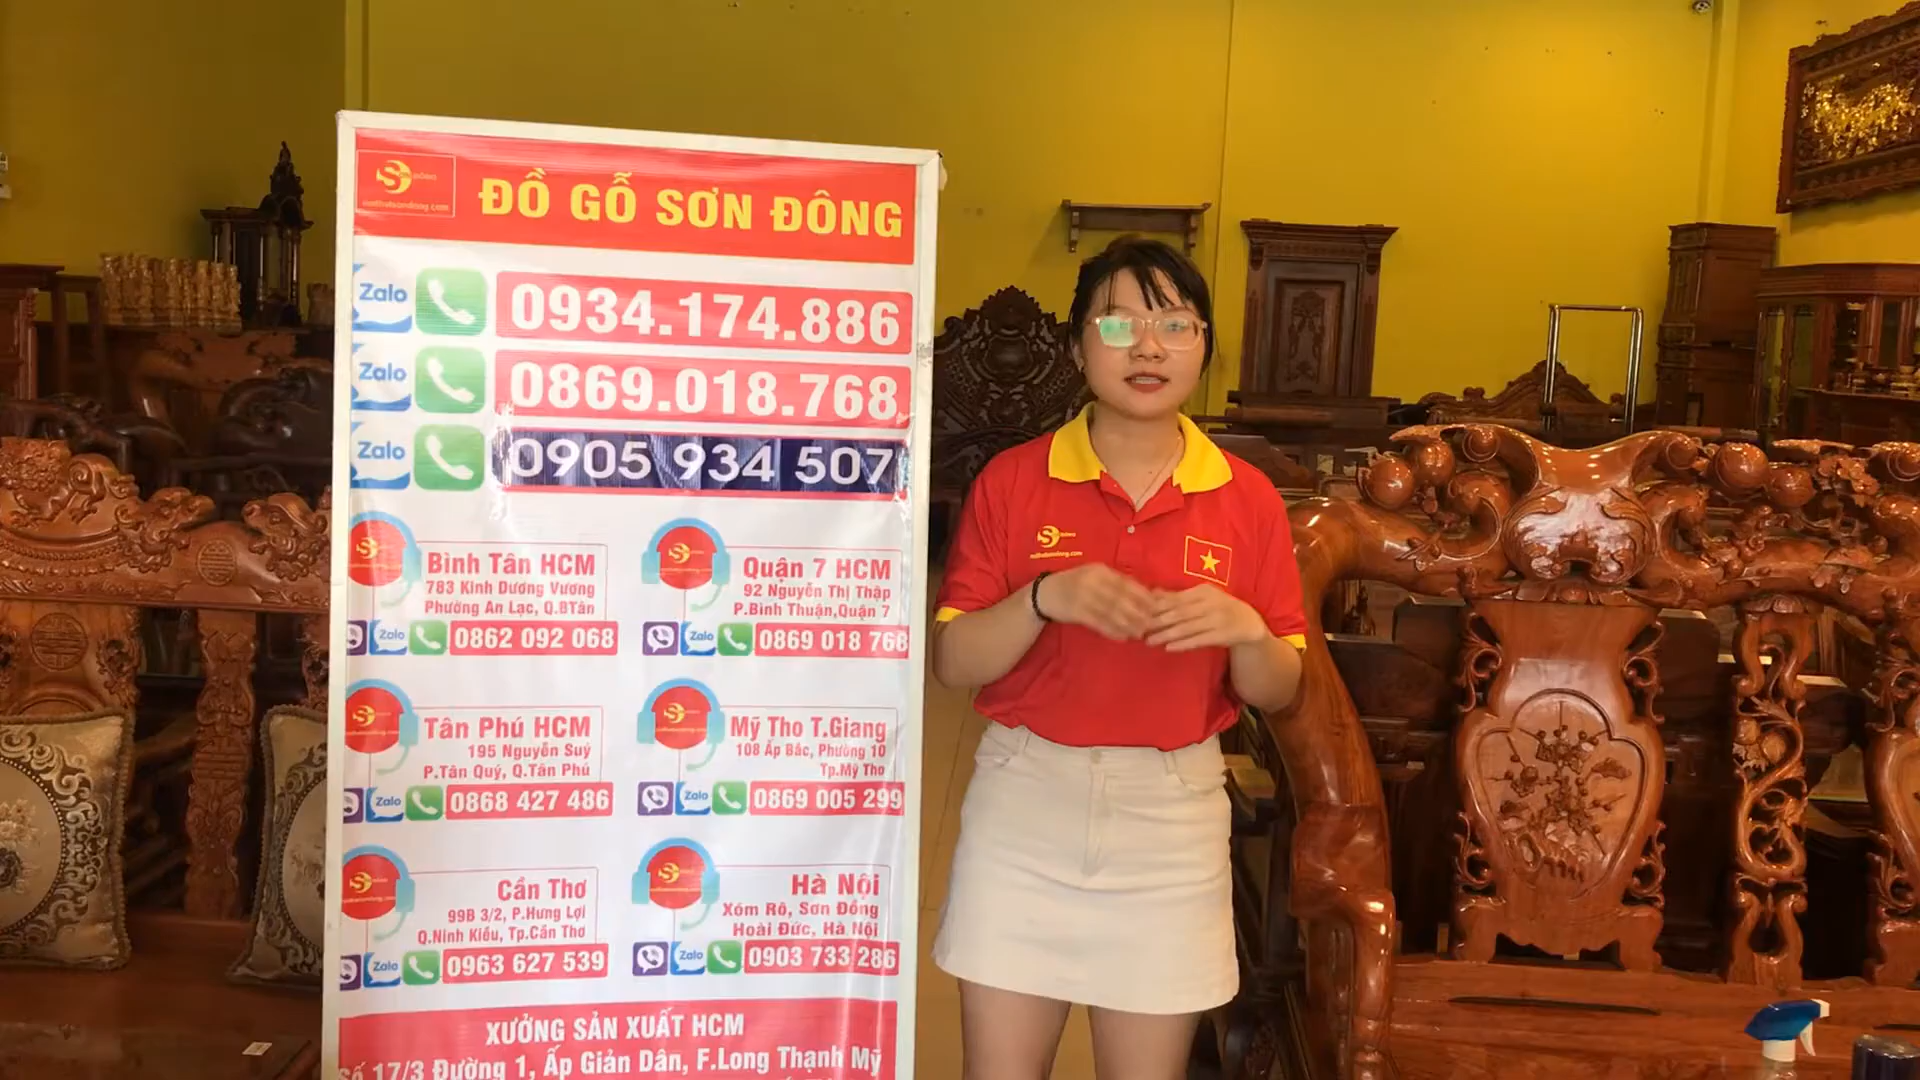 ĐỒ GỖ SƠN ĐÔNG
Zalo 0934.174.886
Zalo 0869.018.768
Zalo 0905 934 507
Bình Tân HCM
783 Kinh Dương Vương
Phường An Lạc, Q.BTân
Zalo 0862 092 068
Quận 7 HCM
92 Nguyễn Thị Thập
P.Bình Thuận,Quận 7
Zalo 0869 018 768
Tân Phú HCM
195 Nguyễn Suý
P.Tân Quý, Q.Tân Phú
Zalo 0868 427 486
Mỹ Tho T.Giang
108 Ấp Bắc, Phường 10
Tp.Mỹ Tho
Zalo 0869 005 299
Cần Thơ
99B 3/2, P.Hưng Lợi
Q.Ninh Kiều, Tp.Cần Thơ
Zalo 0963 627 539
Hà Nội
Xóm Rô, Sơn Đồng
Hoài Đức, Hà Nội
Zalo 0903 733 286
XƯỞNG SẢN XUẤT HCM
Số 17/3 Đường 1, Ấp Giản Dân, F.Long Thạnh Mỹ